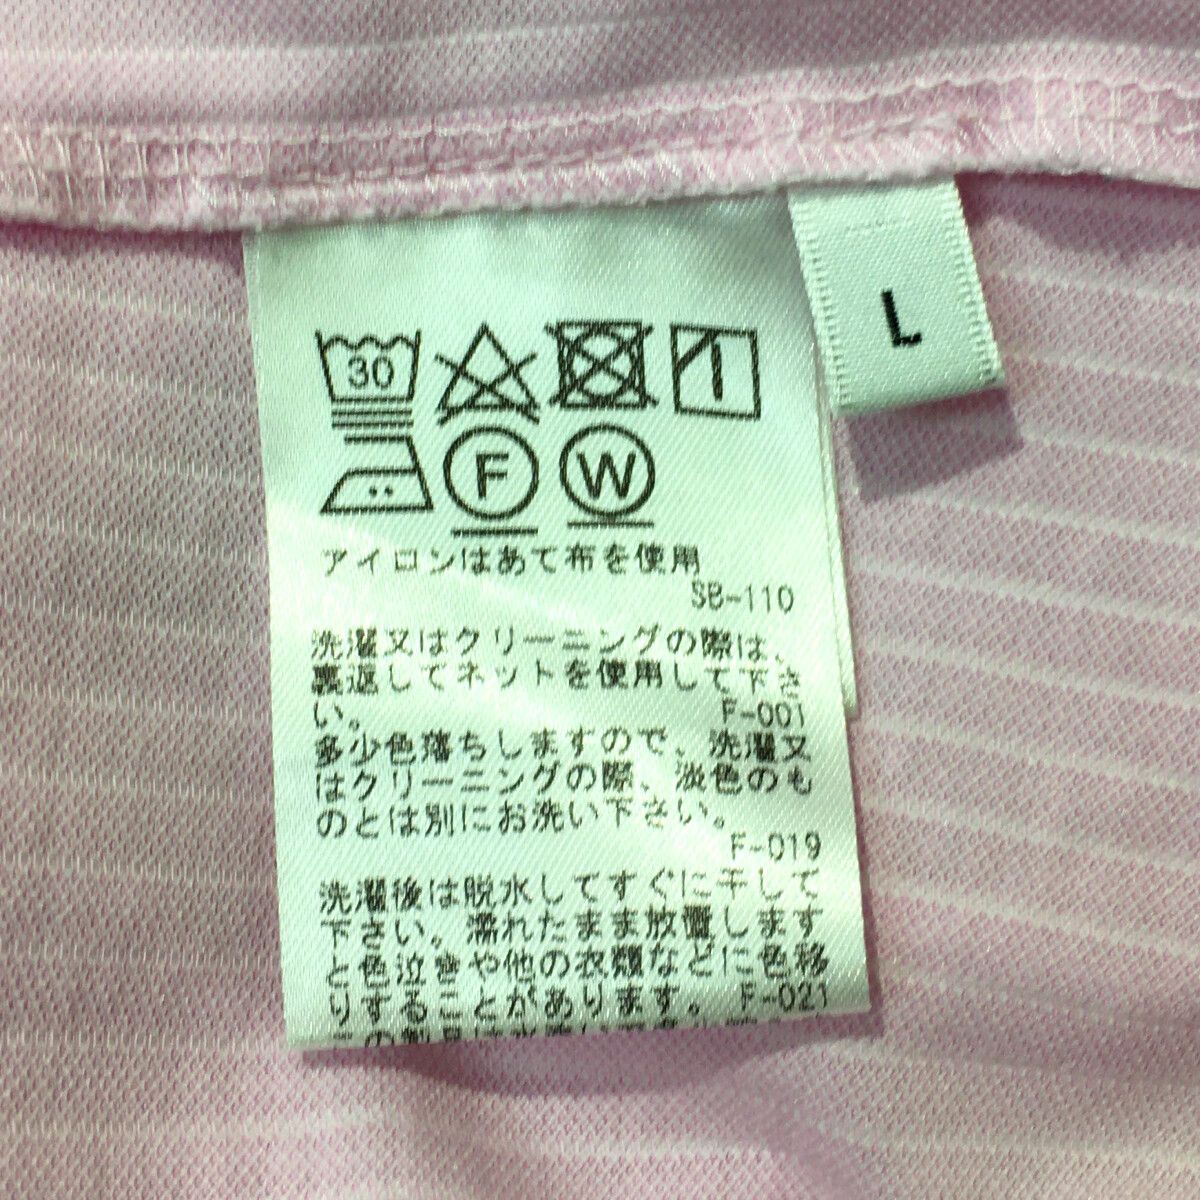 L
30
F W
アイロンはあて布を使用
SB-110
洗濯又はクリーニングの際は、
裏返してネットを使用して下さ
い。 F-001
多少色落ちしますので、洗濯又
はクリーニングの際、淡色のも
のとは別にお洗い下さい。
F-019
洗濯後は脱水してすぐに干して
下さい。濡れたまま放置します
と色泣きや他の衣類などに色移
りすることがあります。 F-021